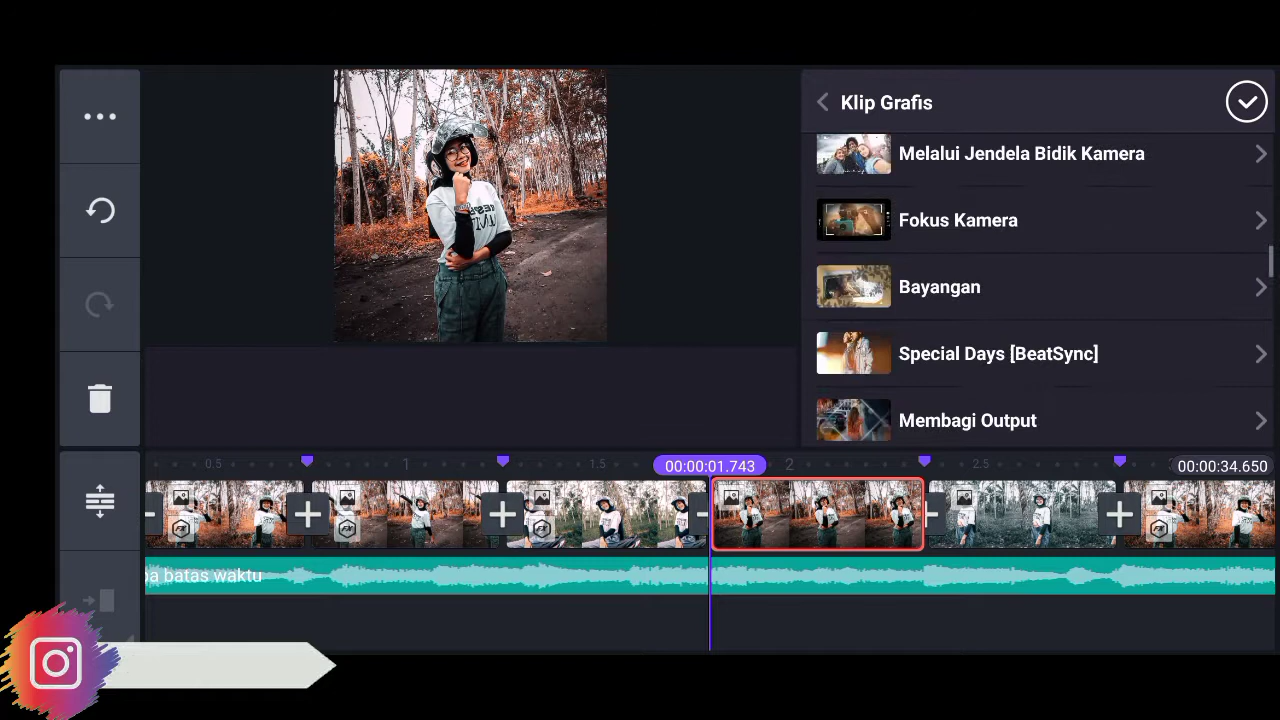 Klip Grafis
Melalui Jendela Bidik Kamera
Fokus Kamera
Bayangan
Special Days [BeatSync]
Membagi Output
0.5
1
1.5
00:00:01.743
2
2.5
00:00:34.650
pa batas waktu